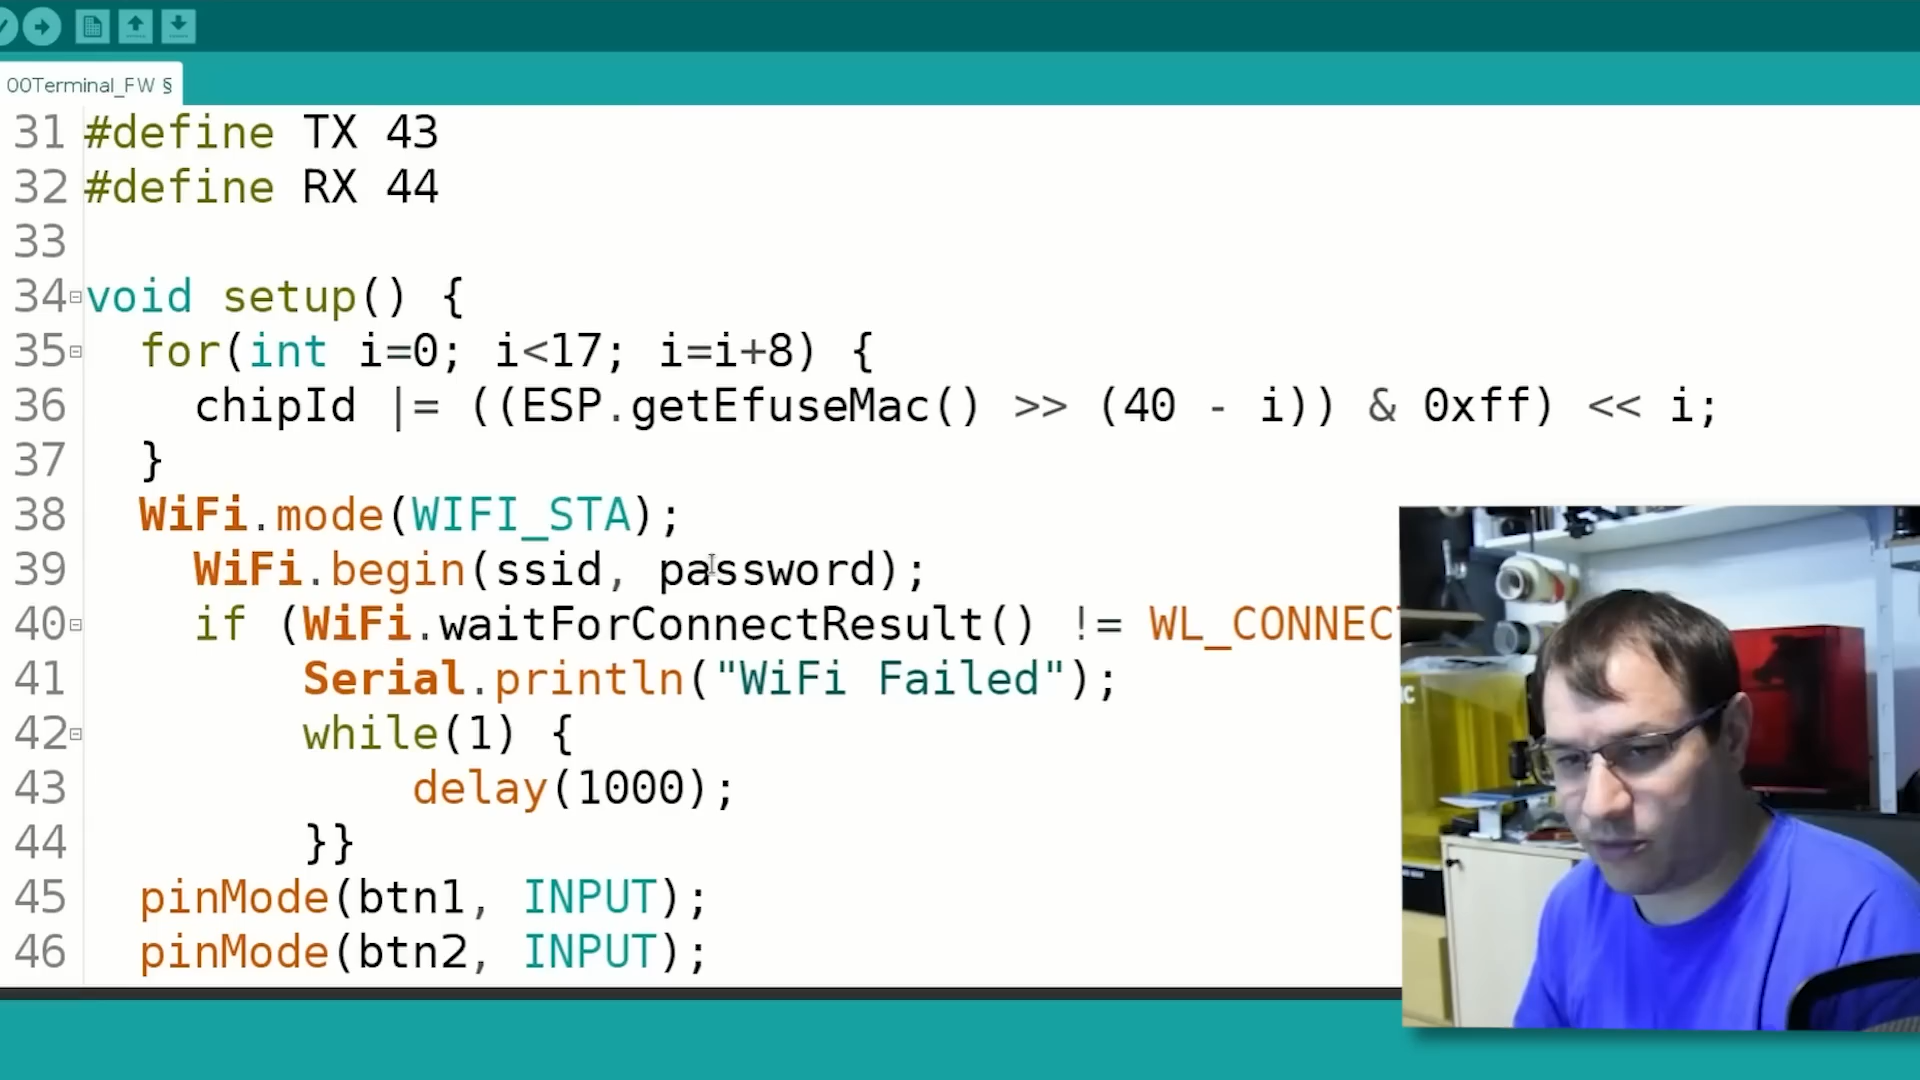 00Terminal_FW §
31 #define TX 43
32 #define RX 44
33
34 void setup() {
35 for(int i=0; i<17; i=i+8) {
36 chipId |= ((ESP.getEfuseMac() >> (40 - i)) & 0xff) << i;
37 }
38 WiFi.mode(WIFI_STA);
39 WiFi.begin(ssid, password);
40 if (WiFi.waitForConnectResult() != WL_CONNEC
41 Serial.println("WiFi Failed");
42 while(1) {
43 delay(1000);
44 }}
45 pinMode(btn1, INPUT);
46 pinMode(btn2, INPUT);